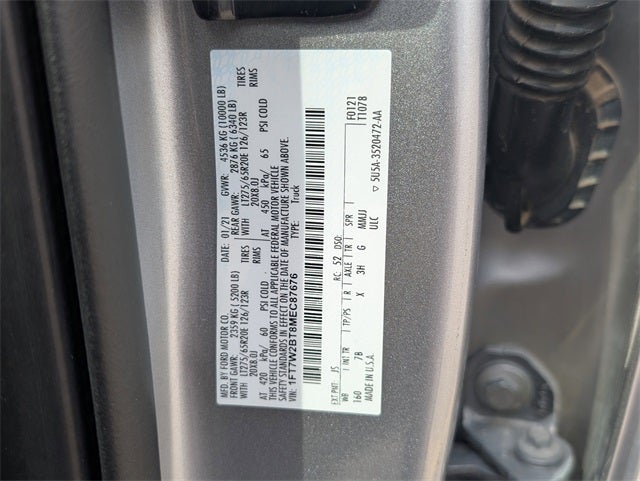 MFD. BY FORD MOTOR CO.
DATE: 01/21 GVWR: 4536 KG (10000 LB)
FRONT GAWR: 2359 KG ( 5200 LB) REAR GAWR: 2876 KG ( 6340 LB)
WITH LT275/65R20E 126/123R TIRES WITH LT275/65R20E 126/123R TIRES
20X8.0J RIMS 20X8.0J RIMS
AT 420 kPa/ 60 PSI COLD AT 450 kPa/ 65 PSI COLD
THIS VEHICLE CONFORMS TO ALL APPLICABLE FEDERAL MOTOR VEHICLE
SAFETY STANDARDS IN EFFECT ON THE DATE OF MANUFACTURE SHOWN ABOVE.
VIN: 1FT7W2BT8MEC87676 TYPE: Truck
EXT PNT: JS RC: 52 DSO: F0121
WB INT TR TP/PS R AXLE TR SPR T1078
160 7B X 3H G MMAJJ
MADE IN U.S.A. ULC
5U5A-3520472-AA